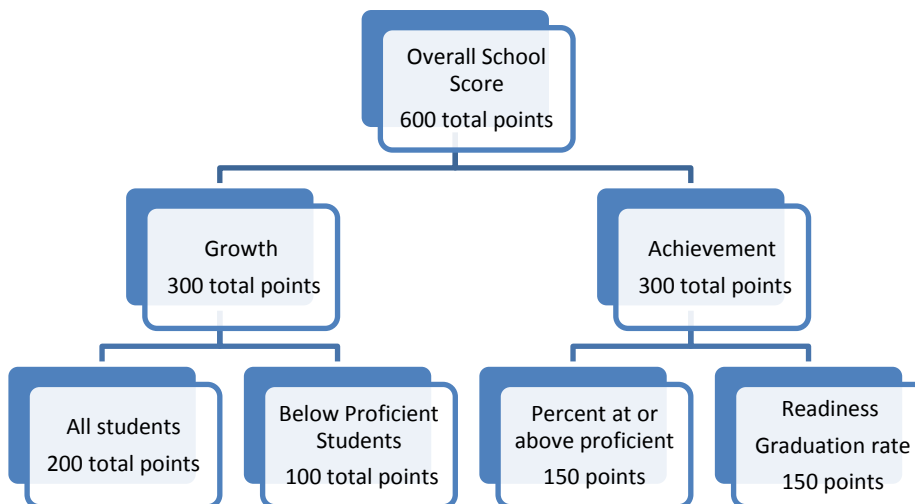 Overall School
Score
600 total points
Growth
300 total points
Achievement
300 total points
All students
200 total points
Below Proficient
Students
100 total points
Percent at or
above proficient
150 points
Readiness
Graduation rate
150 points